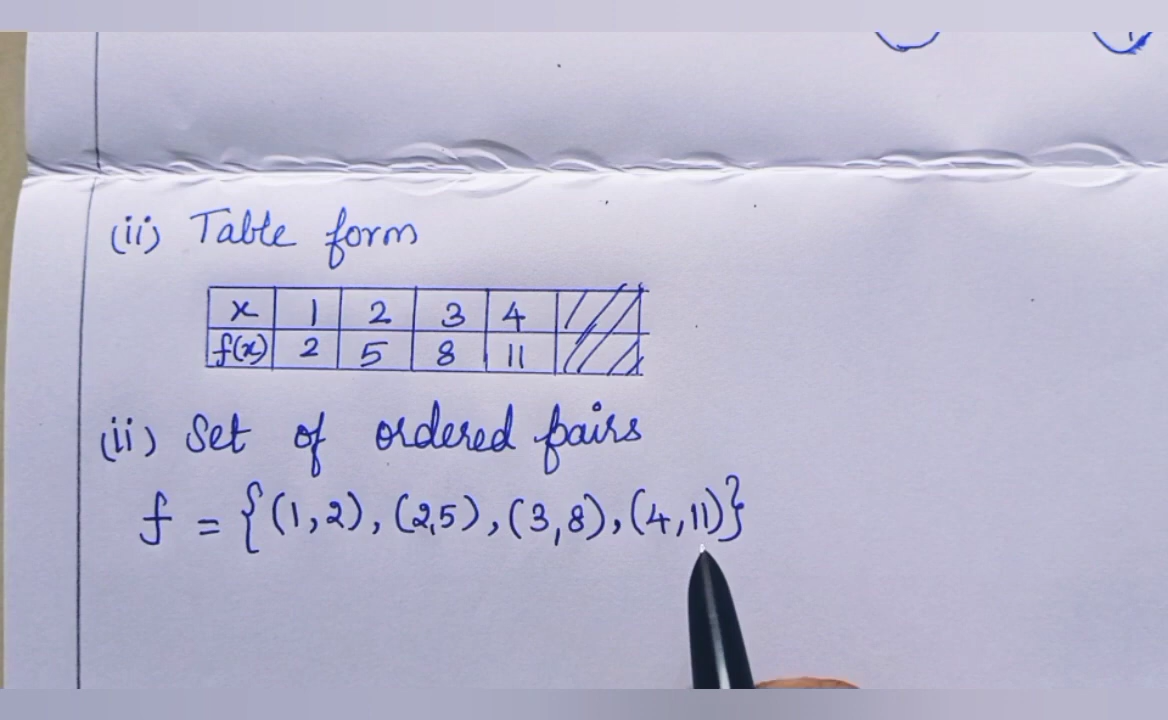 (ii) Table form
x 1 2 3 4
f(x) 2 5 8 11
(ii) Set of ordered pairs
f = {(1,2), (2,5), (3,8), (4,11)}